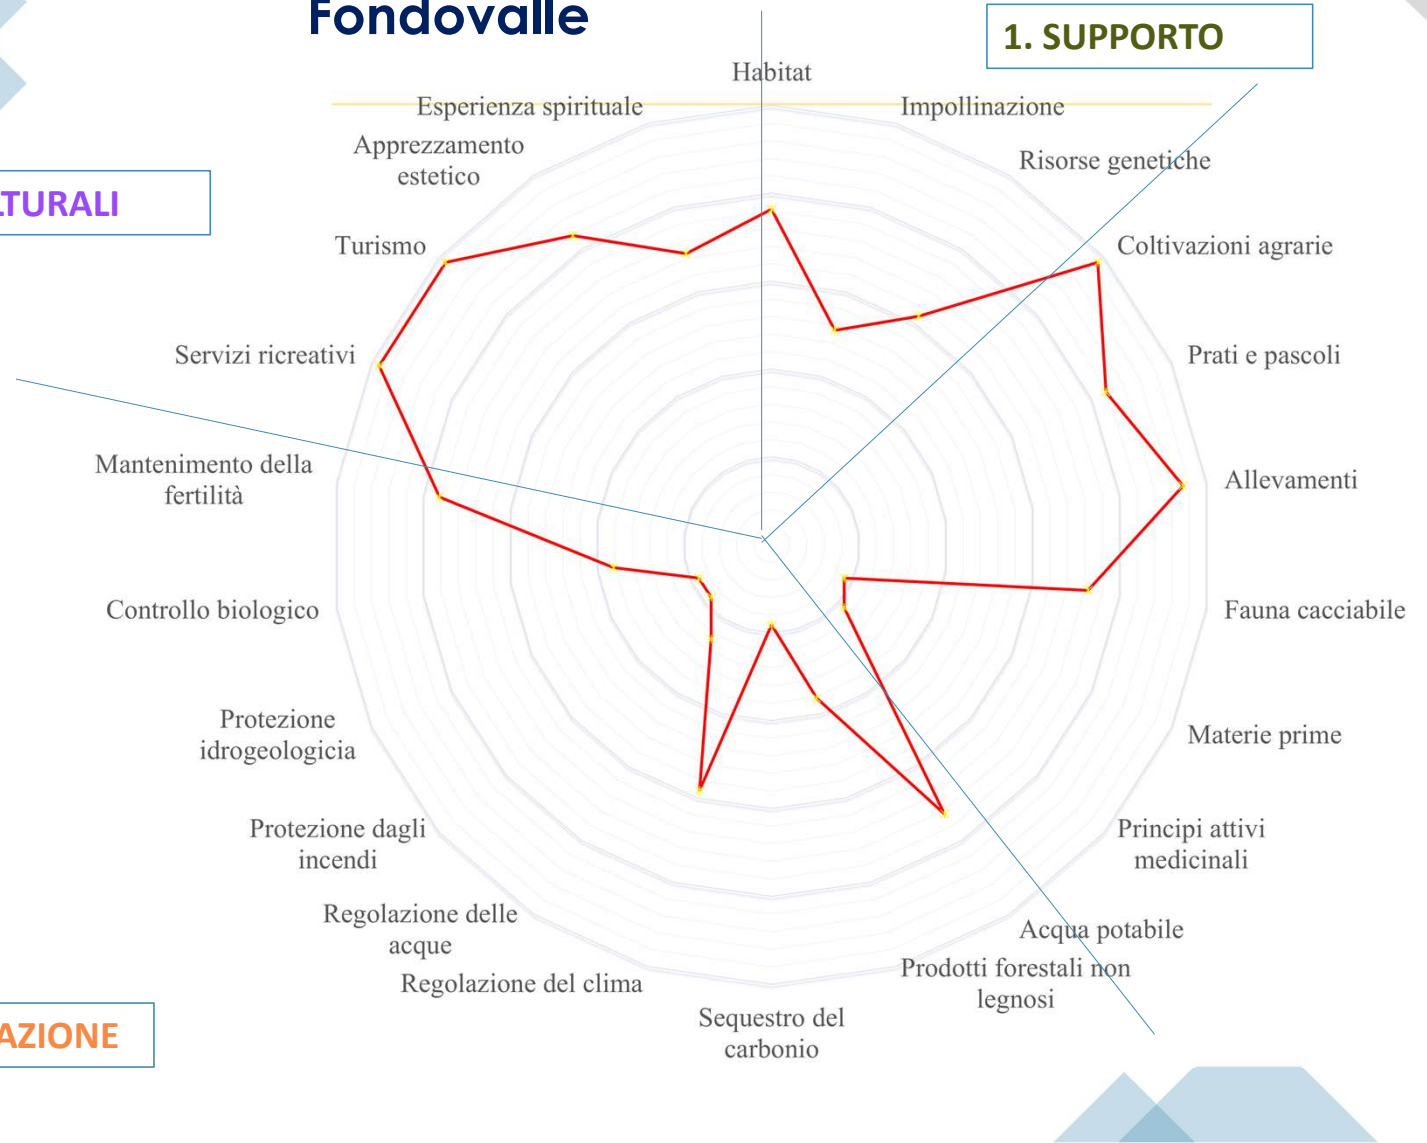 Fondovalle
1. SUPPORTO
Habitat
Esperienza spirituale
Impollinazione
Apprezzamento
estetico
Risorse genetiche
LTURALI
Turismo
Coltivazioni agrarie
Servizi ricreativi
Prati e pascoli
Mantenimento della
fertilità
Allevamenti
Controllo biologico
Fauna cacciabile
Protezione
idrogeologicia
Materie prime
Protezione dagli
incendi
Principi attivi
medicinali
Regolazione delle
acque
Acqua potabile
Regolazione del clima
Prodotti forestali non
legnosi
Sequestro del
carbonio
AZIONE